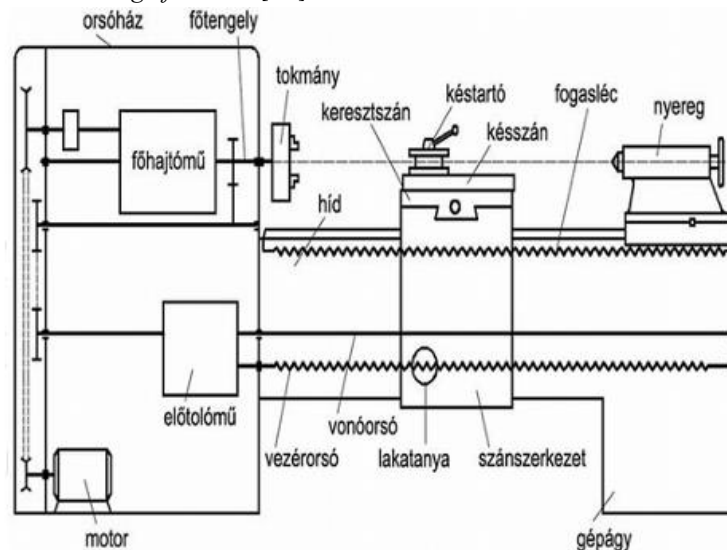 orsóház
főtengely
tokmány
késtartó
fogasléc
keresztszán
késszán
nyereg
főhajtómű
híd
előtolómű
vonóorsó
vezérorsó
lakatanya
szánszerkezet
motor
gépágy